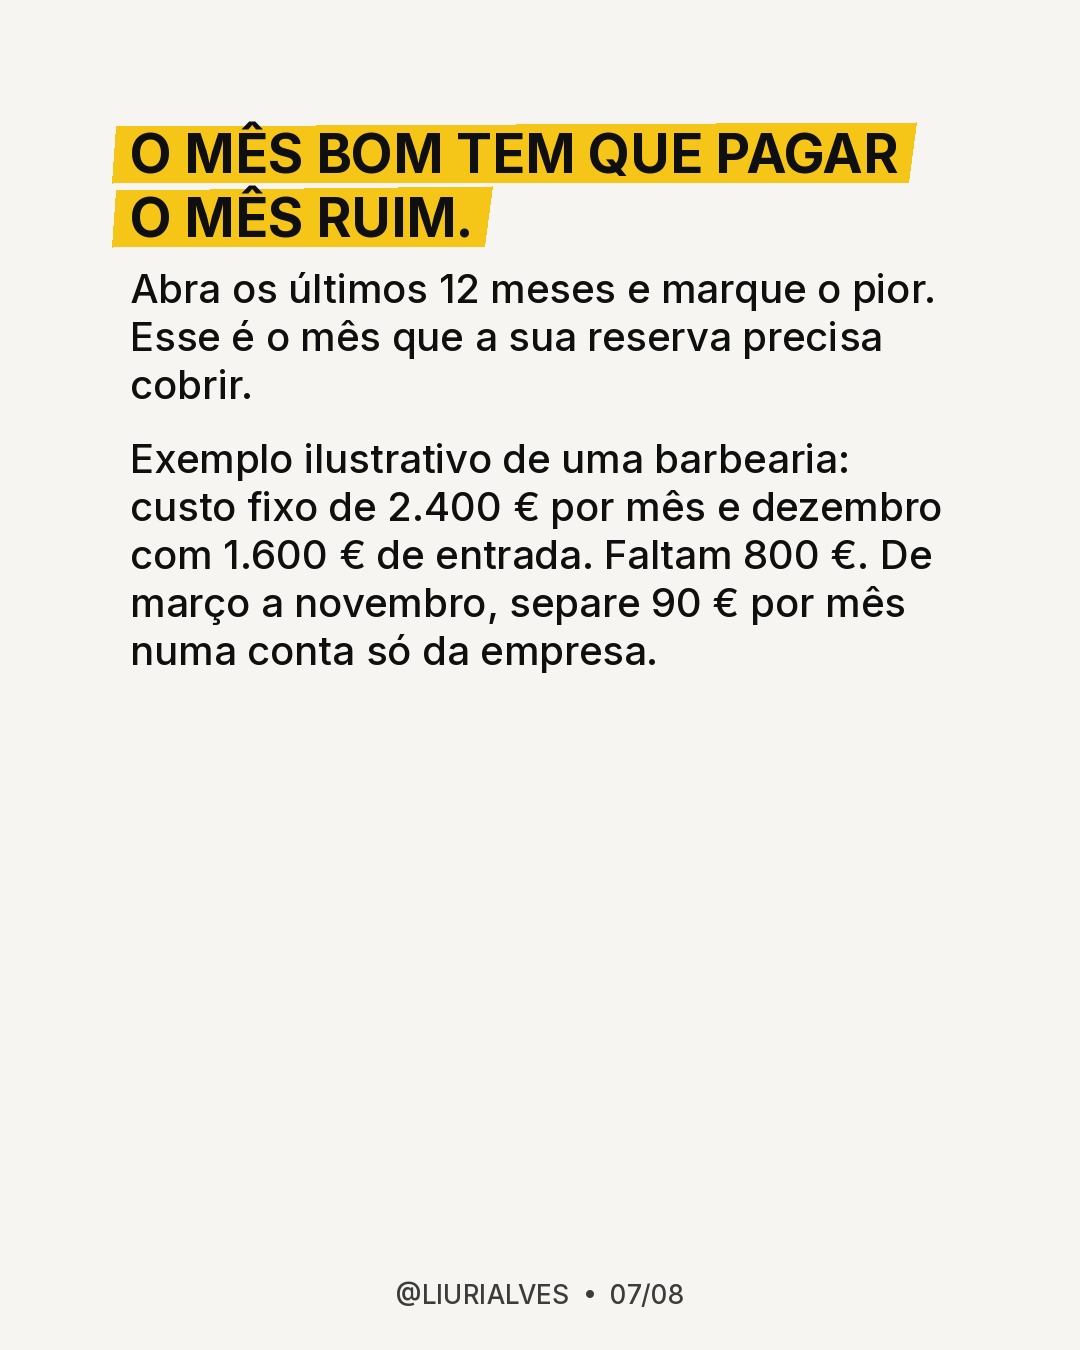 O MÊS BOM TEM QUE PAGAR
O MÊS RUIM.
Abra os últimos 12 meses e marque o pior.
Esse é o mês que a sua reserva precisa
cobrir.
Exemplo ilustrativo de uma barbearia:
custo fixo de 2.400 € por mês e dezembro
com 1.600 € de entrada. Faltam 800 €. De
março a novembro, separe 90 € por mês
numa conta só da empresa.
@LIURIALVES • 07/08